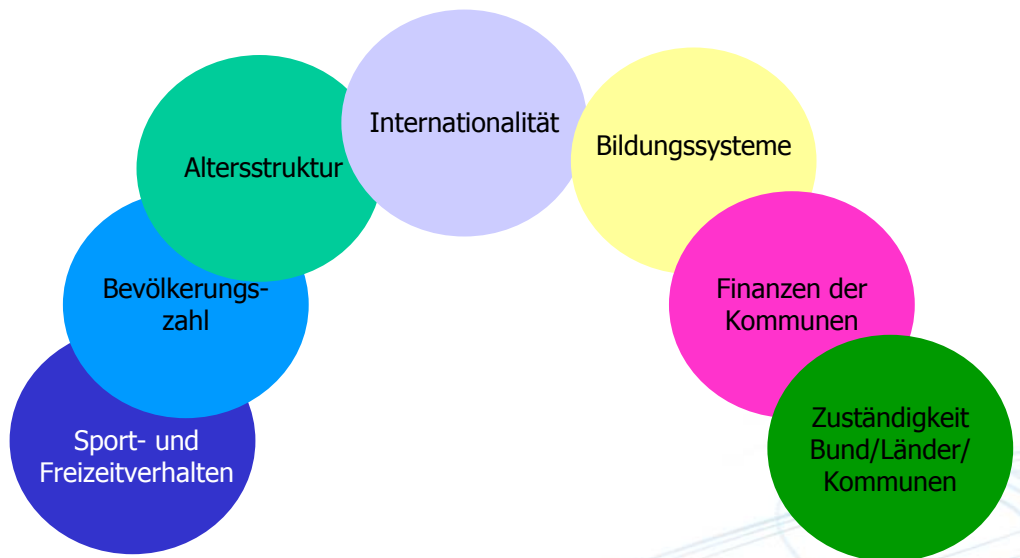 Internationalität
Bildungssysteme
Altersstruktur
Bevölkerungs-
zahl
Finanzen der
Kommunen
Sport- und
Freizeitverhalten
Zuständigkeit
Bund/Länder/
Kommunen